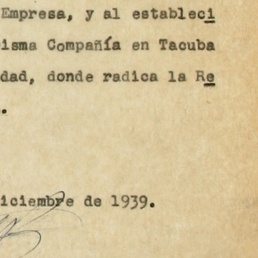 Empresa, y al estableci
isma Compañía en Tacuba
dad, donde radica la Re
.
iciembre de 1939.